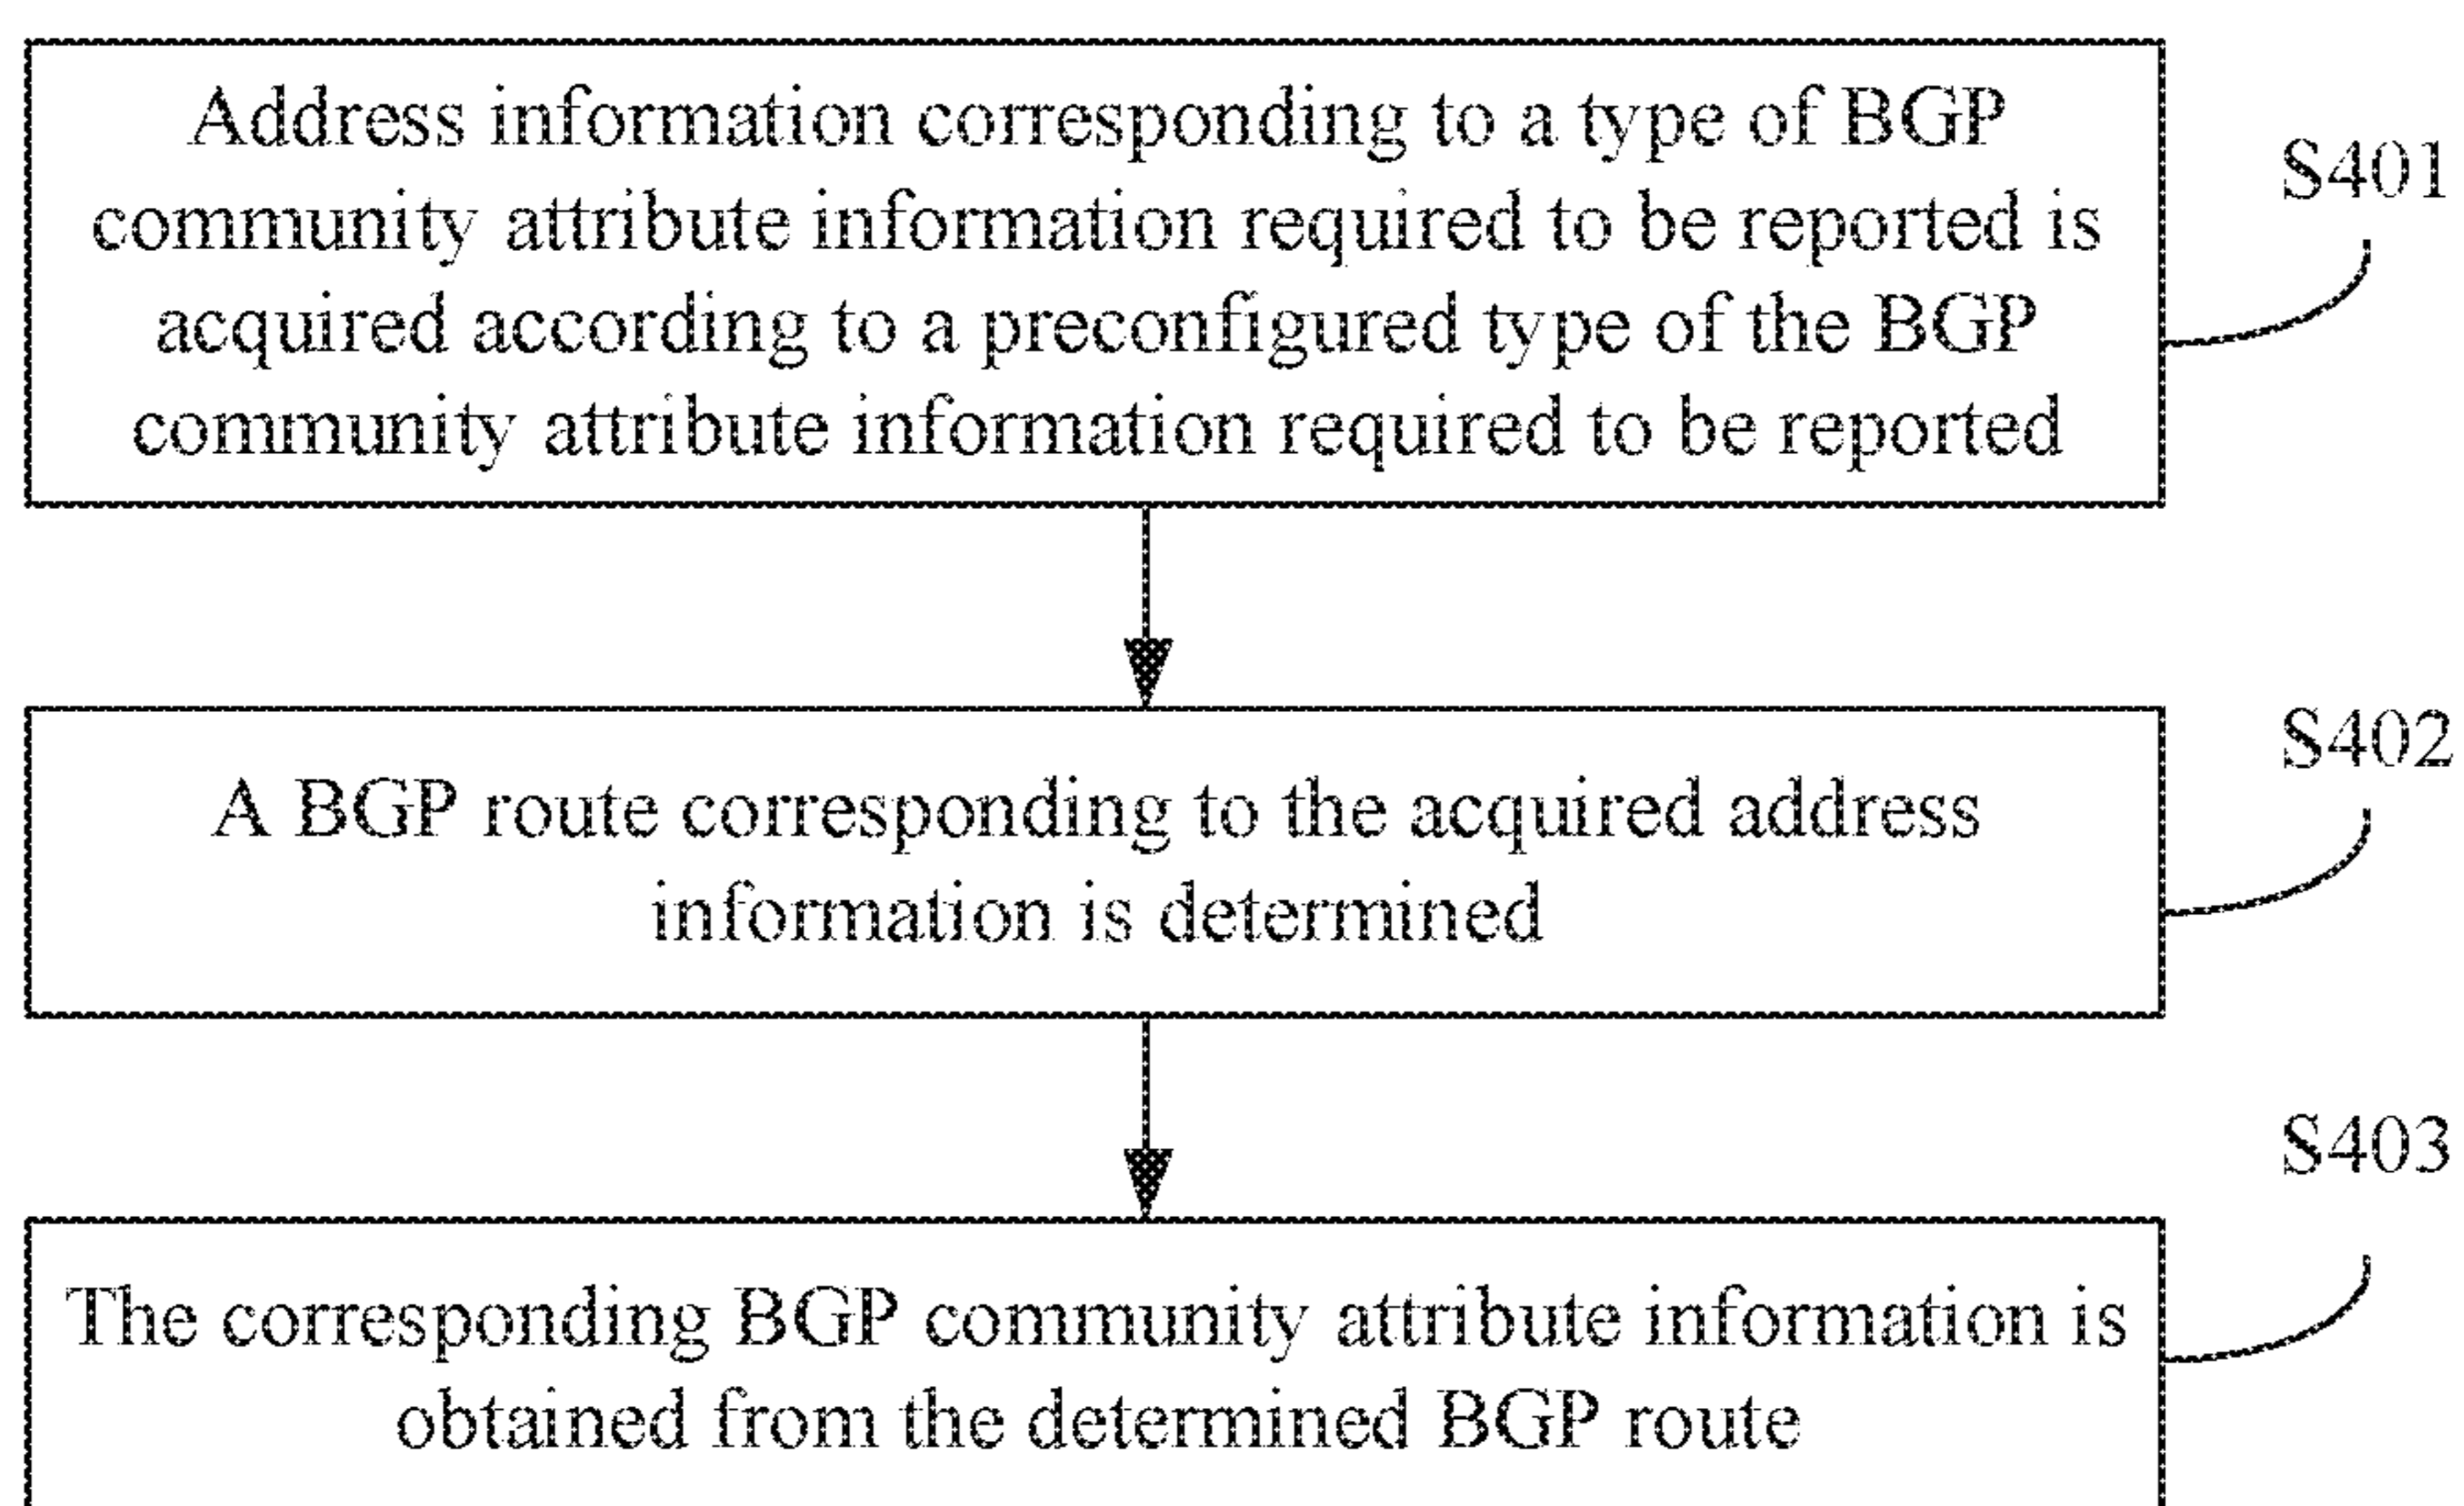 Address information corresponding to a type of BGP
community attribute information required to be reported is
acquired according to a preconfigured type of the BGP
community attribute information required to be reported
S401
A BGP route corresponding to the acquired address
information is determined
S402
The corresponding BGP community attribute information is
obtained from the determined BGP route
S403